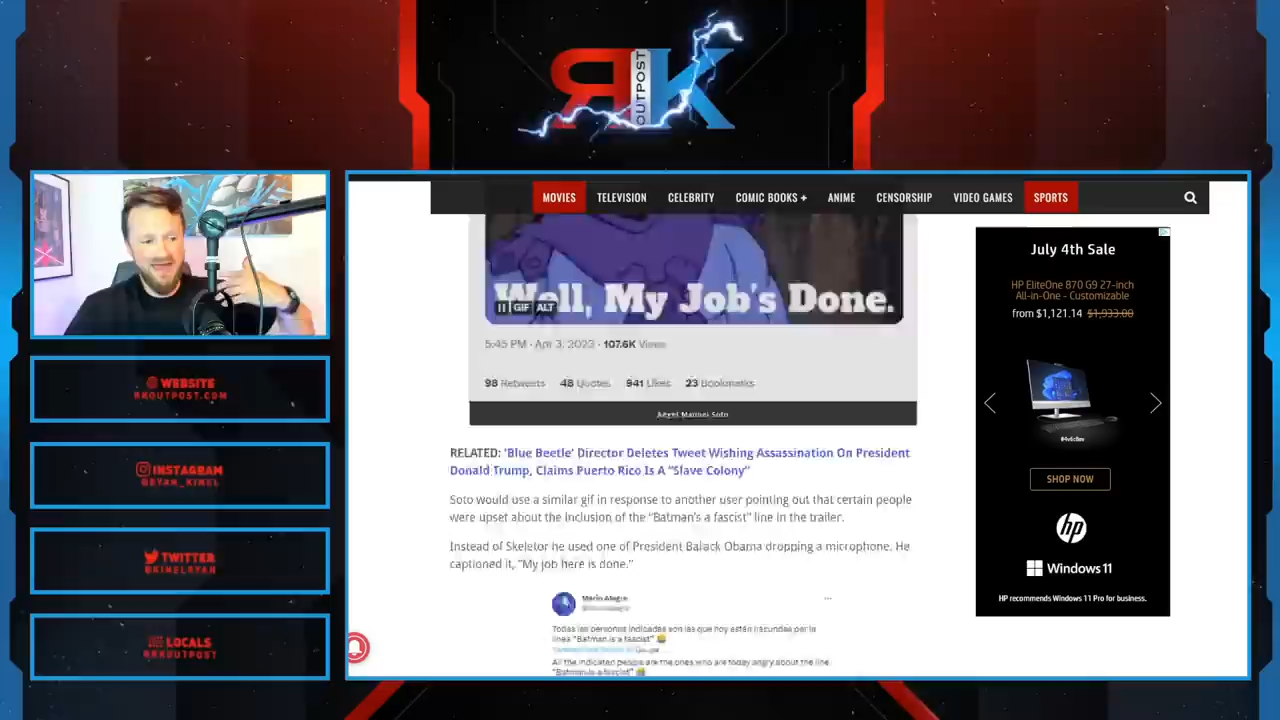 RK
OUTPOST
MOVIES TELEVISION CELEBRITY COMIC BOOKS + ANIME CENSORSHIP VIDEO GAMES SPORTS
Well, My Job's Done.
GIF ALT
5:45 PM · Apr 3, 2023 · 107.6K Views
98 Retweets 48 Quotes 941 Likes 23 Bookmarks
RELATED: 'Blue Beetle' Director Deletes Tweet Wishing Assassination On President
Donald Trump, Claims Puerto Rico Is A “Slave Colony”
Soto would use a similar gif in response to another user pointing out that certain people
were upset about the inclusion of the “Batman's a fascist” line in the trailer.
Instead of Skeletor he used one of President Barack Obama dropping a microphone. He
captioned it, “My job here is done.”
Mario Alegre
Todas las personas indicadas son las que hoy están furiosas por la
línea "Batman is a fascist"
All the indicated people are the ones who are today angry about the line
"Batman is a fascist"
July 4th Sale
HP EliteOne 870 G9 27-inch
All-in-One - Customizable
from $1,121.14 $1,933.00
SHOP NOW
hp
Windows 11
HP recommends Windows 11 Pro for business.
WEBSITE
RKOUTPOST.COM
INSTAGRAM
@RYAN_KINEL
TWITTER
@KINELRYAN
LOCALS
@RKOUTPOST